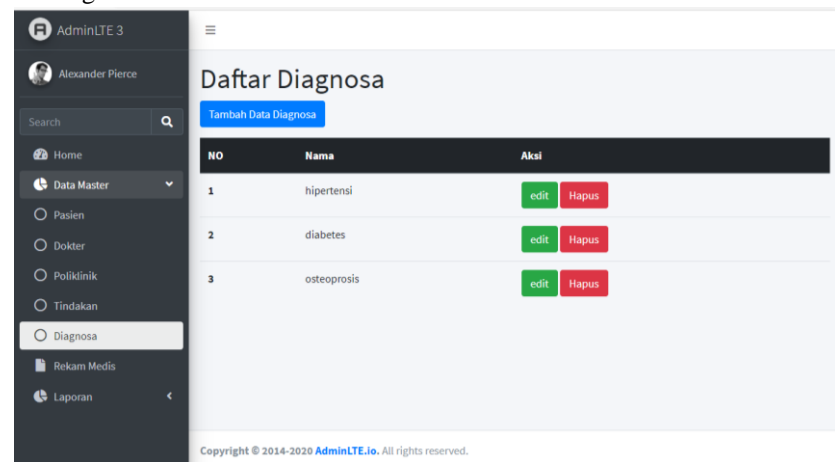 AdminLTE 3
Alexander Pierce
Search
Home
Data Master
Pasien
Dokter
Poliklinik
Tindakan
Diagnosa
Rekam Medis
Laporan
Daftar Diagnosa
Tambah Data Diagnosa
NO Nama Aksi
1 hipertensi edit Hapus
2 diabetes edit Hapus
3 osteoprosis edit Hapus
Copyright © 2014-2020 AdminLTE.io. All rights reserved.